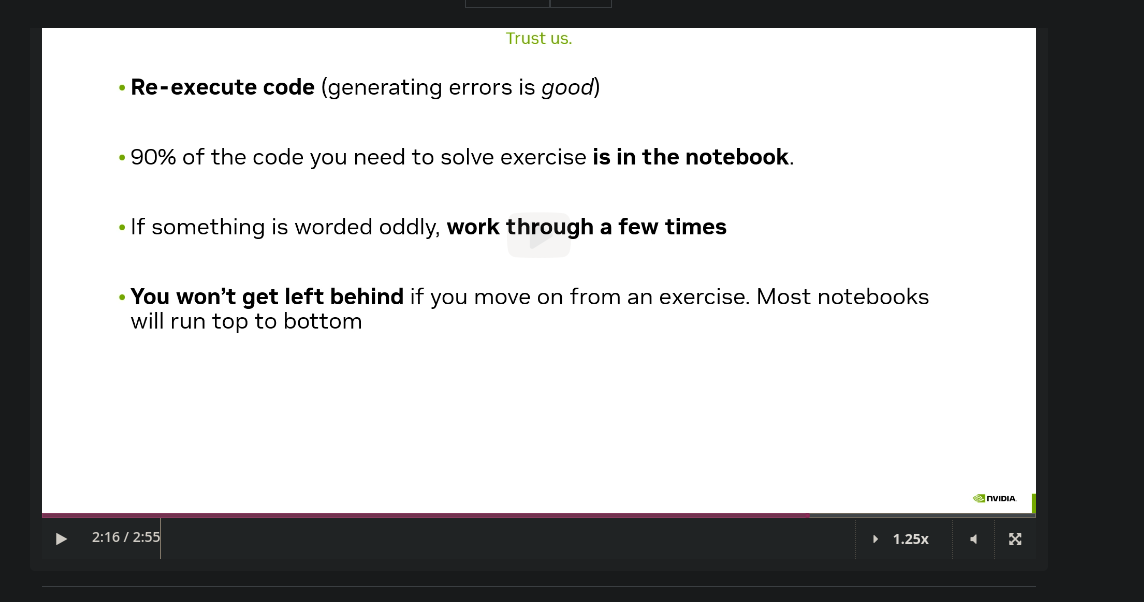 Trust us.
• Re-execute code (generating errors is good)
• 90% of the code you need to solve exercise is in the notebook.
• If something is worded oddly, work through a few times
• You won’t get left behind if you move on from an exercise. Most notebooks
will run top to bottom
NVIDIA.
2:16 / 2:55
1.25x